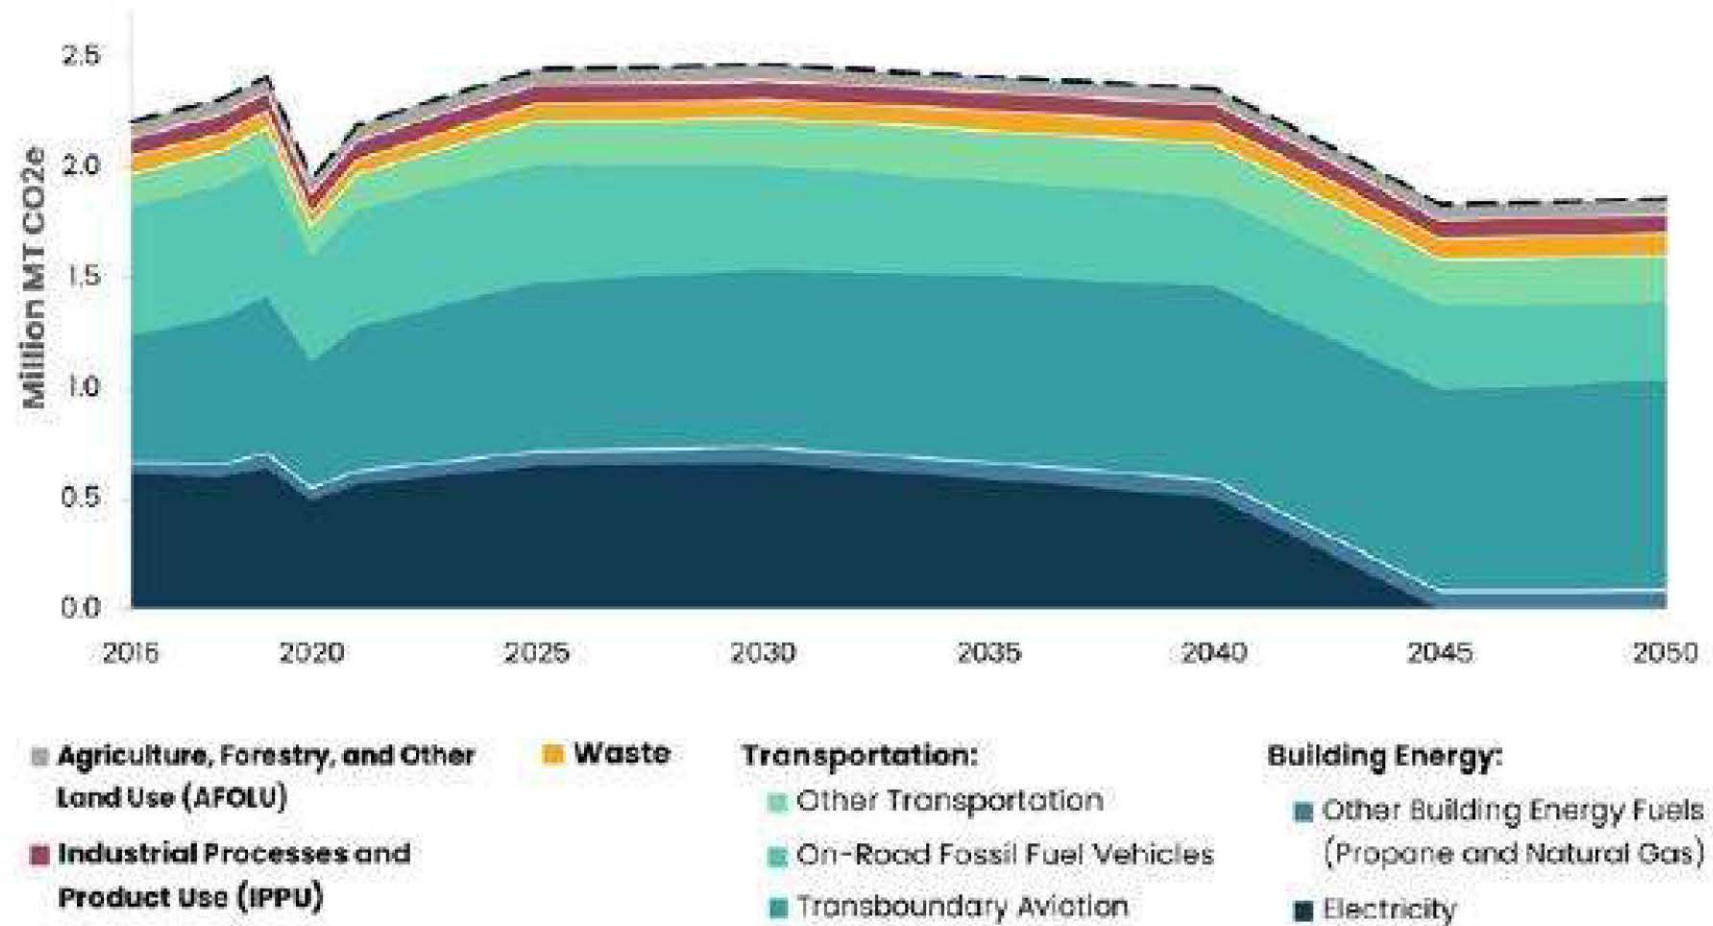 Million MT CO2e
2.5
2.0
1.5
1.0
0.5
0.0
2016 2020 2025 2030 2035 2040 2045 2050
Agriculture, Forestry, and Other
Land Use (AFOLU)
Industrial Processes and
Product Use (IPPU)
Waste
Transportation:
Other Transportation
On-Road Fossil Fuel Vehicles
Transboundary Aviation
Building Energy:
Other Building Energy Fuels
(Propane and Natural Gas)
Electricity